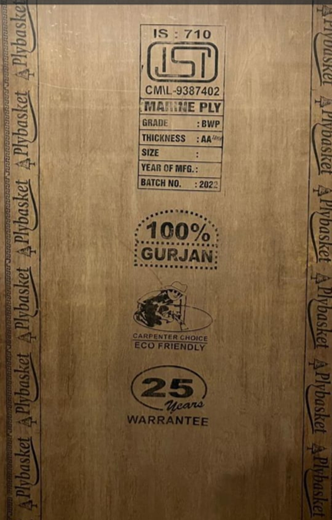 IS : 710
ISI
CM\L-9387402
MARINE PLY
GRADE : BWP
THICKNESS : AA
SIZE :
YEAR OF MFG. :
BATCH NO. : 2022
100%
GURJAN
CARPENTER CHOICE
ECO FRIENDLY
25
Years
WARRANTEE
Plybasket
Plybasket
Plybasket
Plybasket
Plybasket
Plybasket
Plybasket
Plybasket
Plybasket
Plybasket
Plybasket
Plybasket